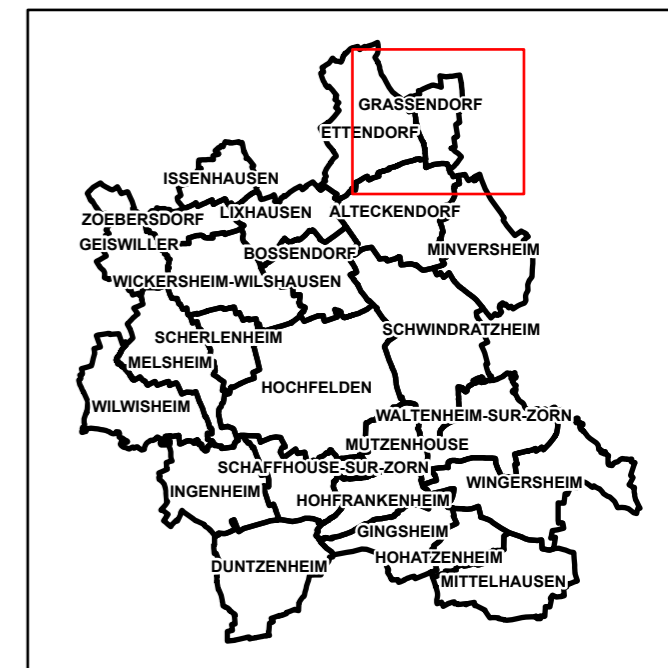 GRASSENDORF
ETTENDORF
ISSENHAUSEN
ZOEBERSDORF
LIXHAUSEN
ALTECKENDORF
GEISWILLER
BOSSENDORF
MINVERSHEIM
WICKERSHEIM-WILSHAUSEN
SCHERLENHEIM
SCHWINDRATZHEIM
MELSHEIM
HOCHFELDEN
WILWISHEIM
WALTENHEIM-SUR-ZORN
MUTZENHOUSE
SCHAFFHOUSE-SUR-ZORN
INGENHEIM
WINGERSHEIM
HOHFRANKENHEIM
GINGSHEIM
HOHATZENHEIM
DUNTZENHEIM
MITTELHAUSEN